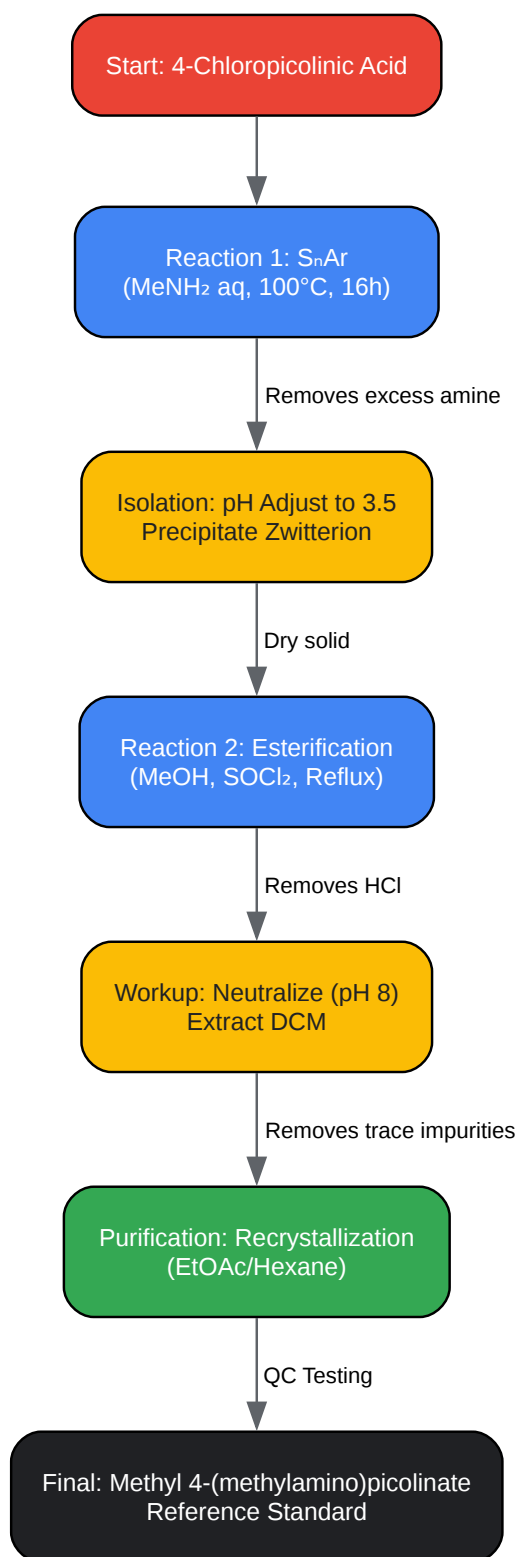 Start: 4-Chloropicolinic Acid
Reaction 1: SₙAr
(MeNH₂ aq, 100°C, 16h)
Removes excess amine
Isolation: pH Adjust to 3.5
Precipitate Zwitterion
Dry solid
Reaction 2: Esterification
(MeOH, SOCl₂, Reflux)
Removes HCl
Workup: Neutralize (pH 8)
Extract DCM
Removes trace impurities
Purification: Recrystallization
(EtOAc/Hexane)
QC Testing
Final: Methyl 4-(methylamino)picolinate
Reference Standard